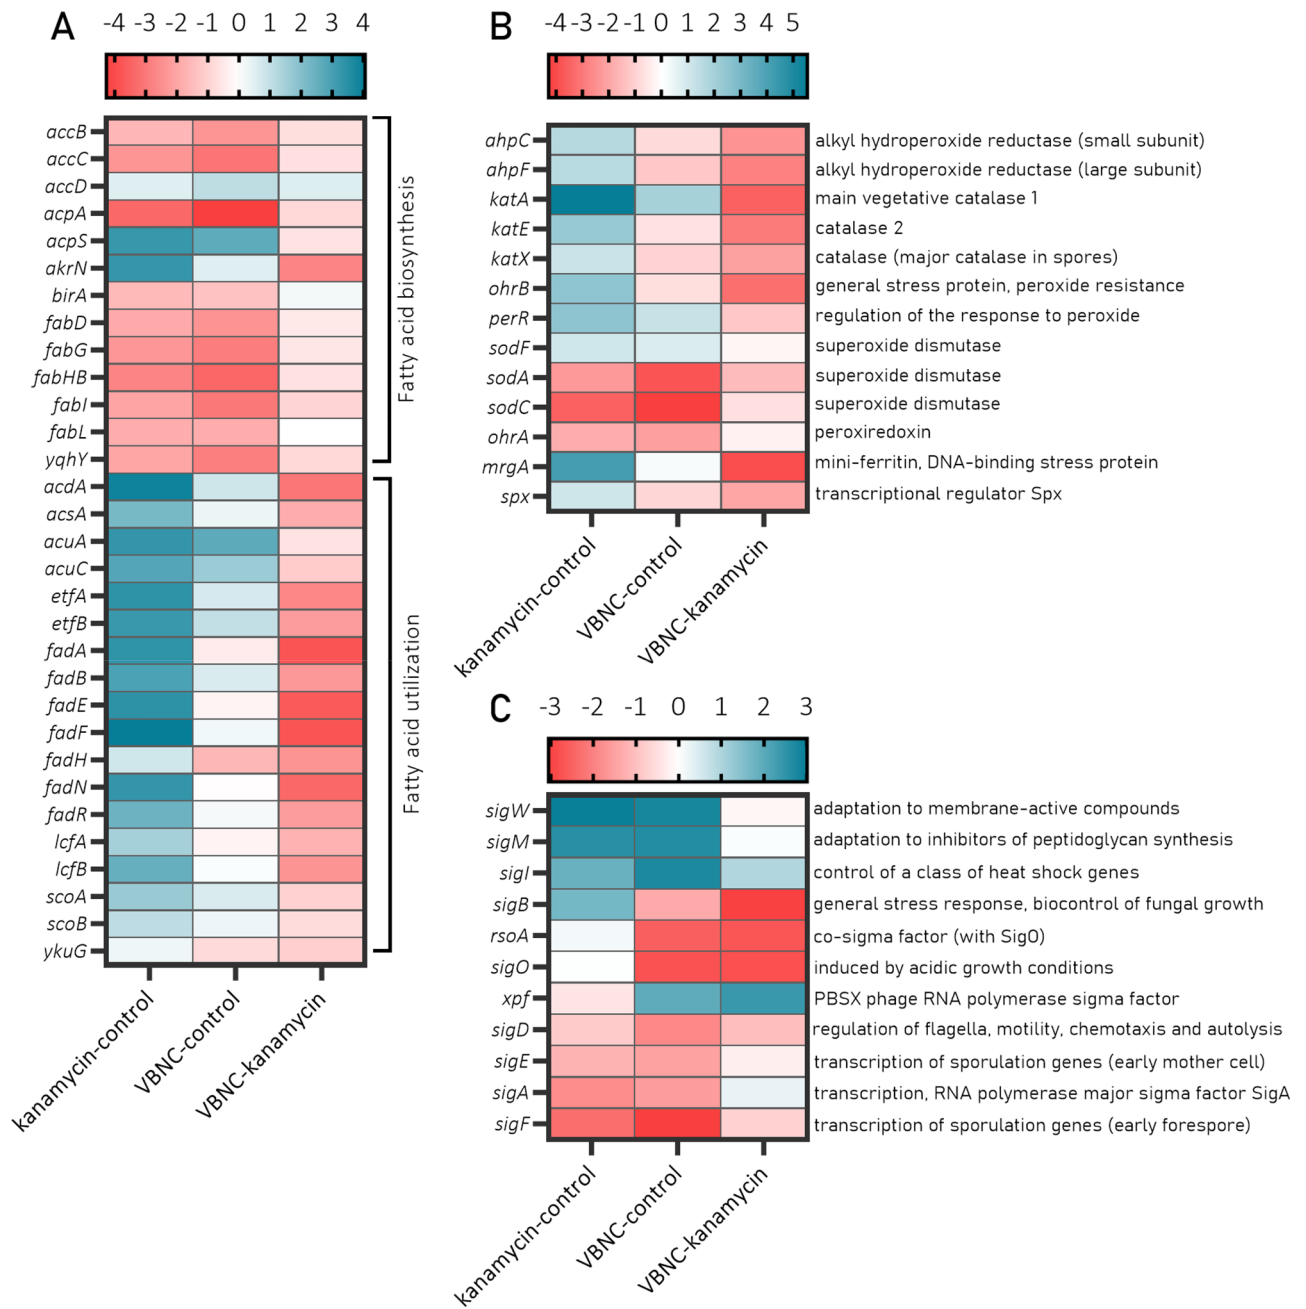 A
-4 -3 -2 -1 0 1 2 3 4
accB
accC
accD
acpA
acpS
akrN
birA
fabD
fabG
fabHB
fabI
fabL
yqhY
acdA
acsA
acuA
acuC
etfA
etfB
fadA
fadB
fadE
fadF
fadH
fadN
fadR
lcfA
lcfB
scoA
scoB
ykuG
Fatty acid biosynthesis
Fatty acid utilization
kanamycin-control
VBNC-control
VBNC-kanamycin
B
-4 -3 -2 -1 0 1 2 3 4 5
ahpC alkyl hydroperoxide reductase (small subunit)
ahpF alkyl hydroperoxide reductase (large subunit)
katA main vegetative catalase 1
katE catalase 2
katX catalase (major catalase in spores)
ohrB general stress protein, peroxide resistance
perR regulation of the response to peroxide
sodF superoxide dismutase
sodA superoxide dismutase
sodC superoxide dismutase
ohrA peroxiredoxin
mrgA mini-ferritin, DNA-binding stress protein
spx transcriptional regulator Spx
kanamycin-control
VBNC-control
VBNC-kanamycin
C
-3 -2 -1 0 1 2 3
sigW adaptation to membrane-active compounds
sigM adaptation to inhibitors of peptidoglycan synthesis
sigI control of a class of heat shock genes
sigB general stress response, biocontrol of fungal growth
rsoA co-sigma factor (with SigO)
sigO induced by acidic growth conditions
xpf PBSX phage RNA polymerase sigma factor
sigD regulation of flagella, motility, chemotaxis and autolysis
sigE transcription of sporulation genes (early mother cell)
sigA transcription, RNA polymerase major sigma factor SigA
sigF transcription of sporulation genes (early forespore)
kanamycin-control
VBNC-control
VBNC-kanamycin